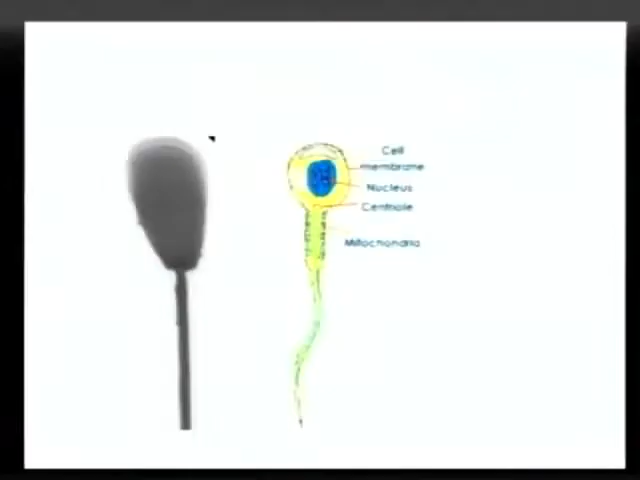 Cell
membrane
Nucleus
Centriole
Mitochondria